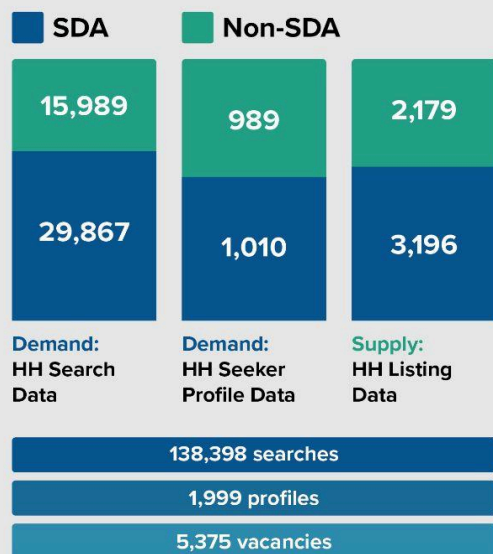 SDA
Non-SDA
15,989
989
2,179
29,867
1,010
3,196
Demand:
HH Search
Data
Demand:
HH Seeker
Profile Data
Supply:
HH Listing
Data
138,398 searches
1,999 profiles
5,375 vacancies